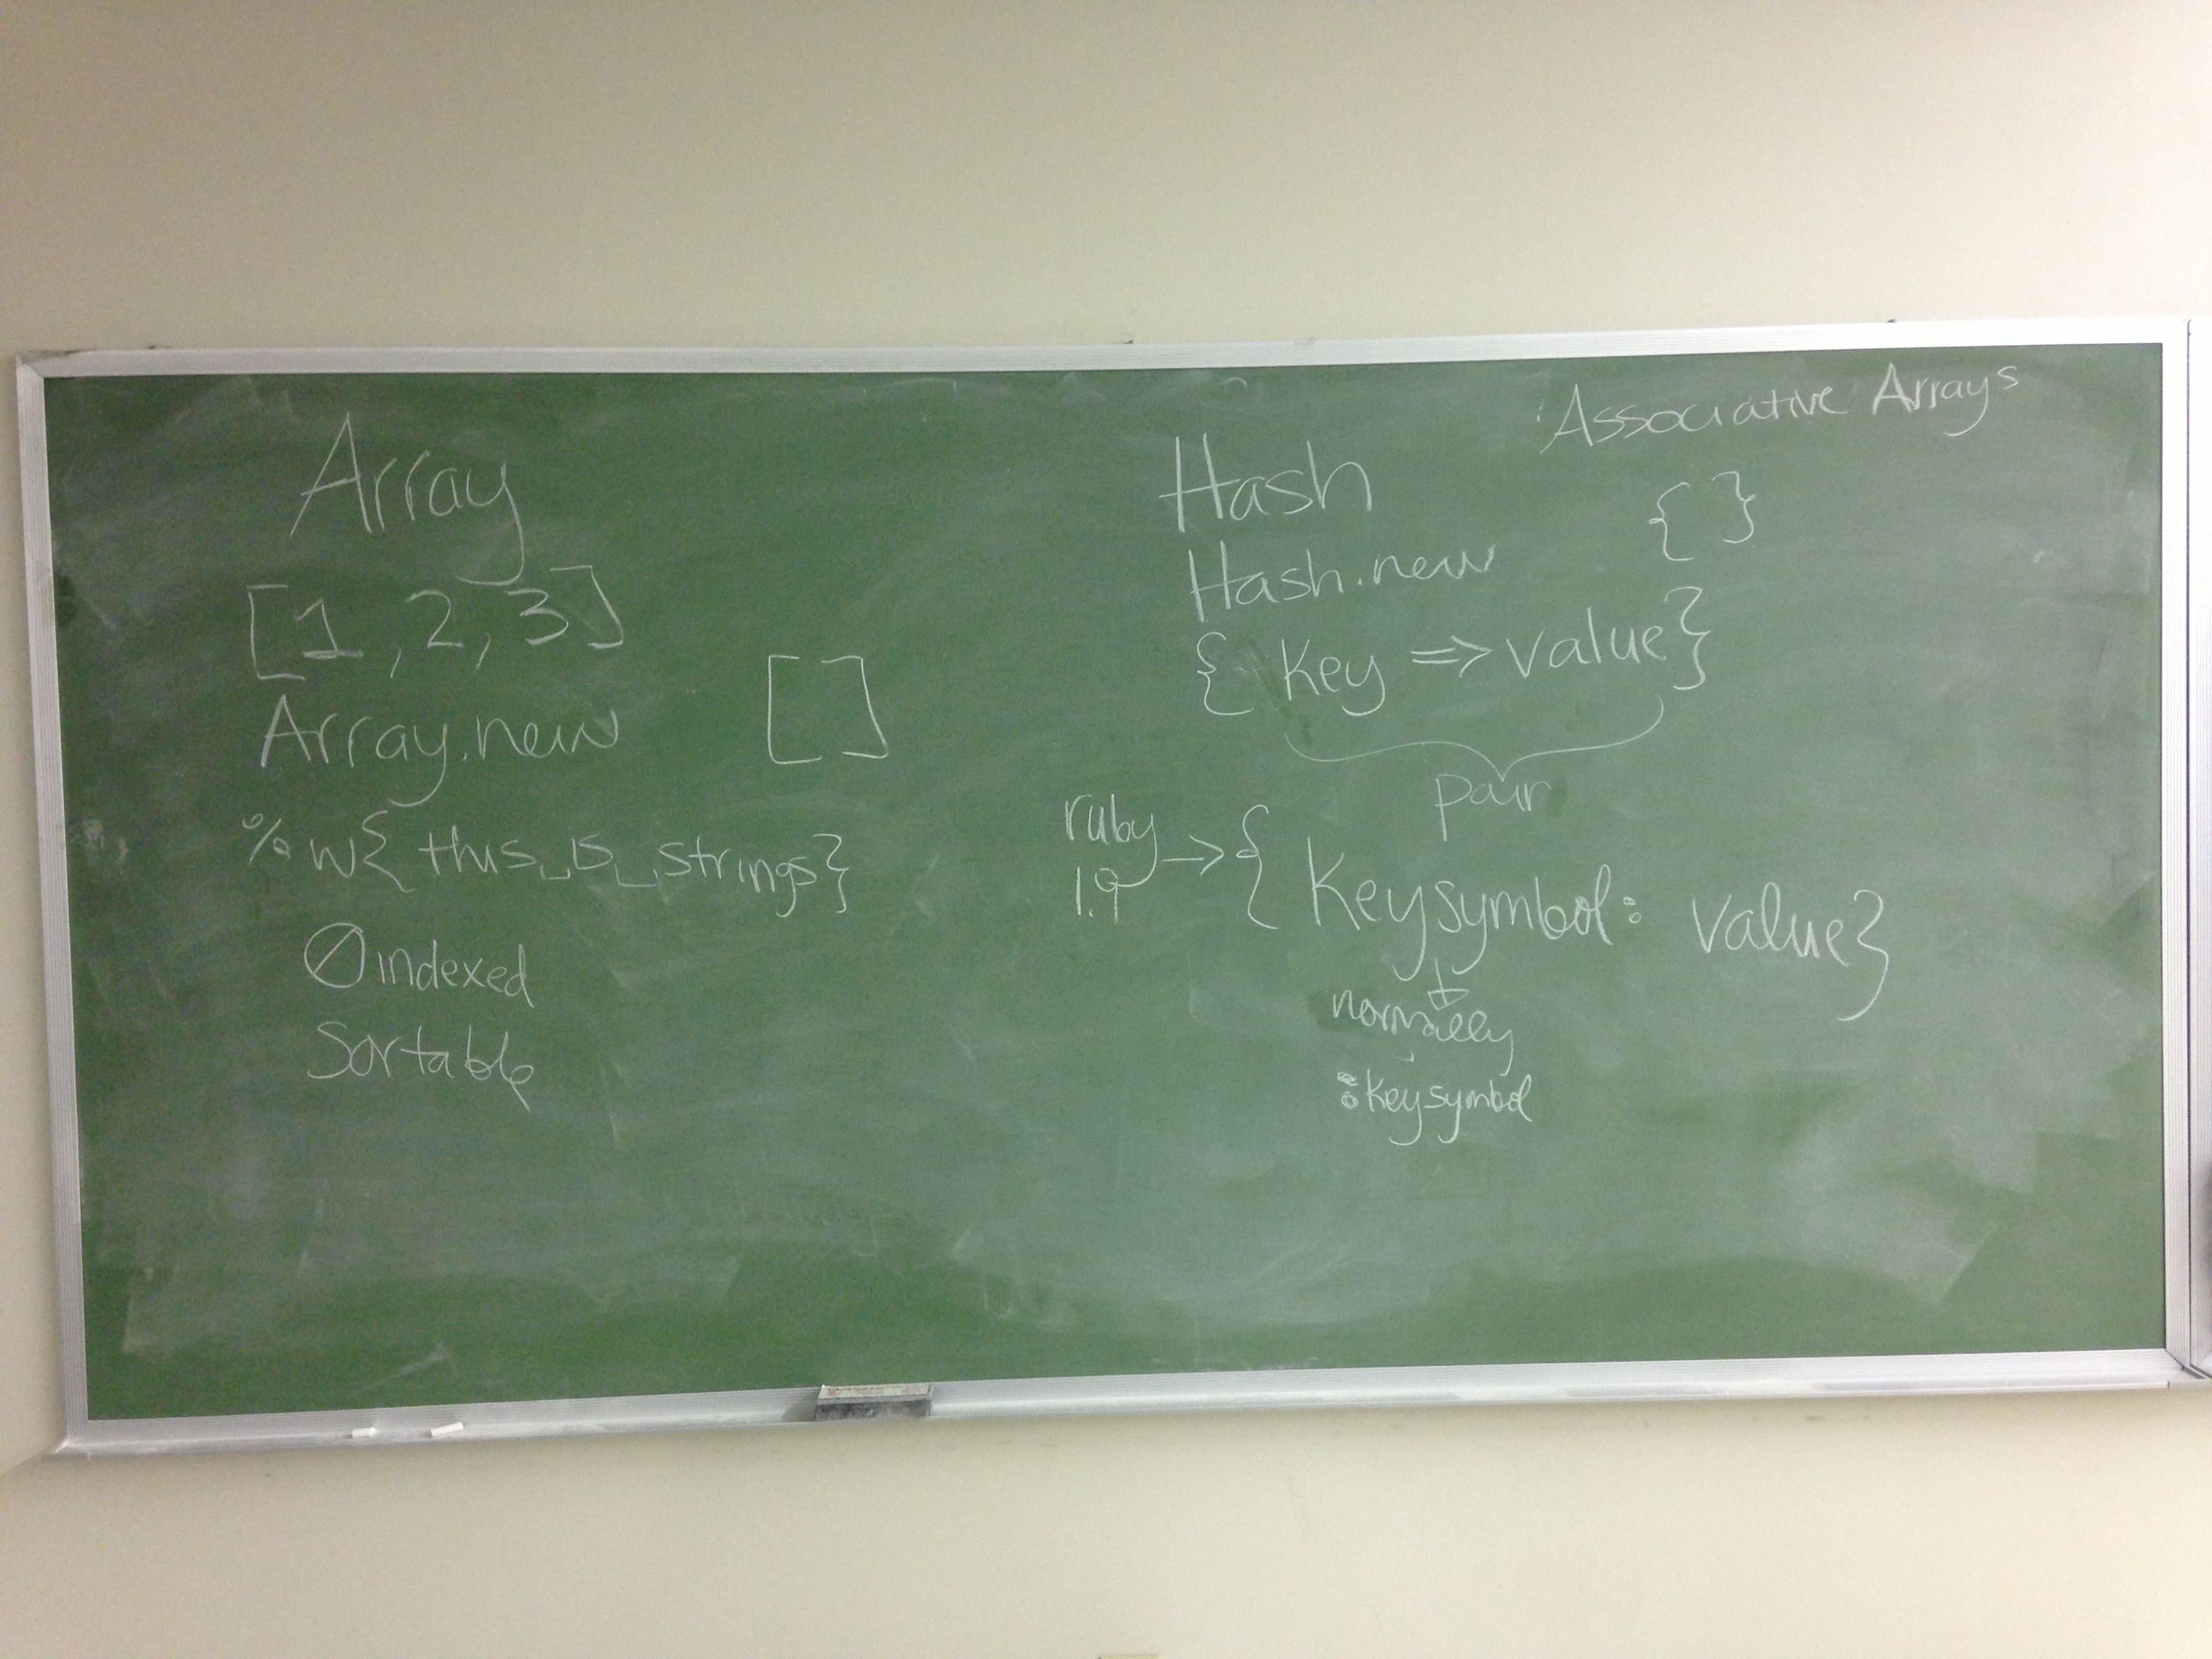 Array
[1, 2, 3]
Array.new
[ ]
%w{this␣is␣strings}
0 indexed
Sortable
Associative Arrays
Hash
{ }
Hash.new
{ Key => value}
pair
ruby
1.9
→ { Keysymbol: value}
normally
:keysymbol